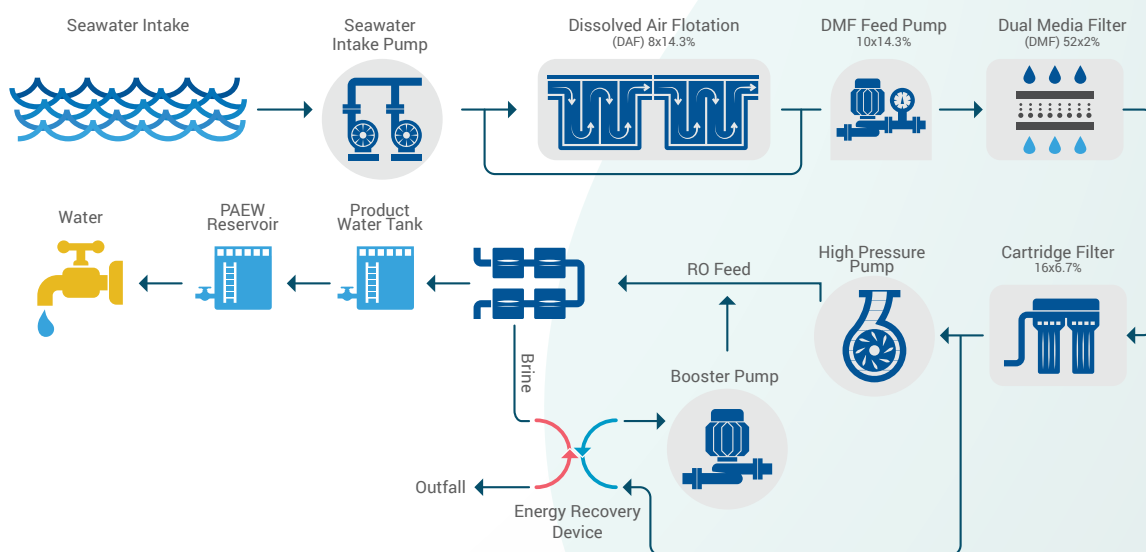 Seawater Intake
Seawater
Intake Pump
Dissolved Air Flotation
(DAF) 8x14.3%
DMF Feed Pump
10x14.3%
Dual Media Filter
(DMF) 52x2%
Water
PAEW
Reservoir
Product
Water Tank
RO Feed
High Pressure
Pump
Cartridge Filter
16x6.7%
Brine
Booster Pump
Outfall
Energy Recovery
Device